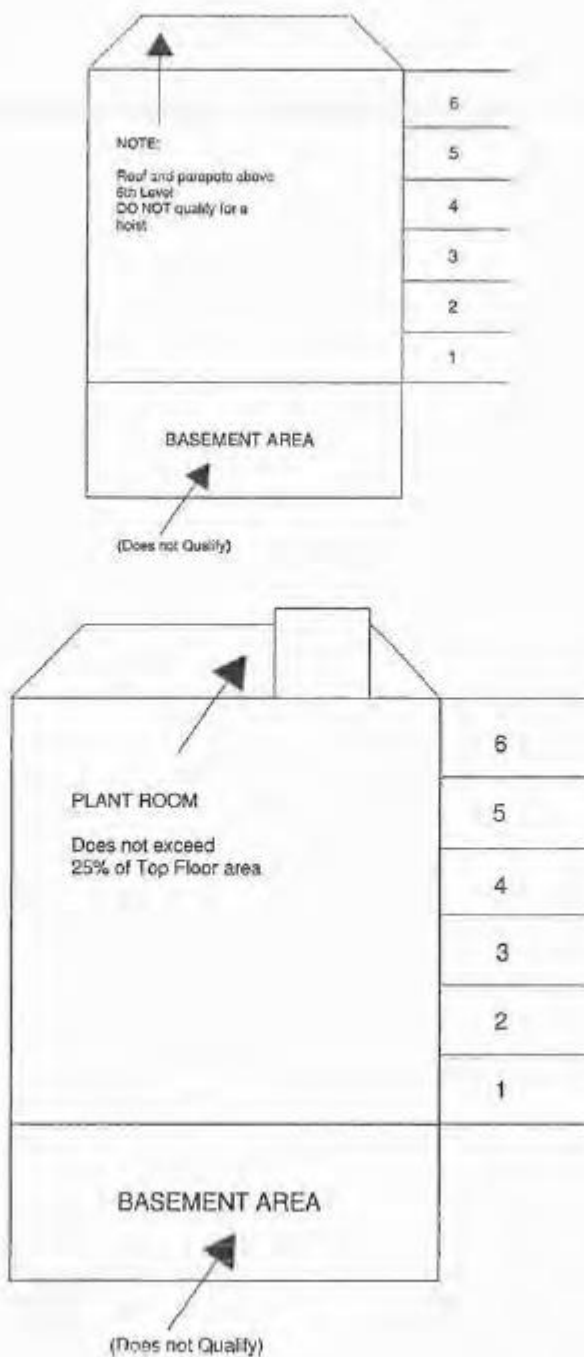 6
5
4
3
2
1
NOTE:
Roof and parapets above
6th Level
DO NOT qualify for a
hoist
BASEMENT AREA
(Does not Qualify)
6
5
4
3
2
1
PLANT ROOM
Does not exceed
25% of Top Floor area
BASEMENT AREA
(Does not Qualify)